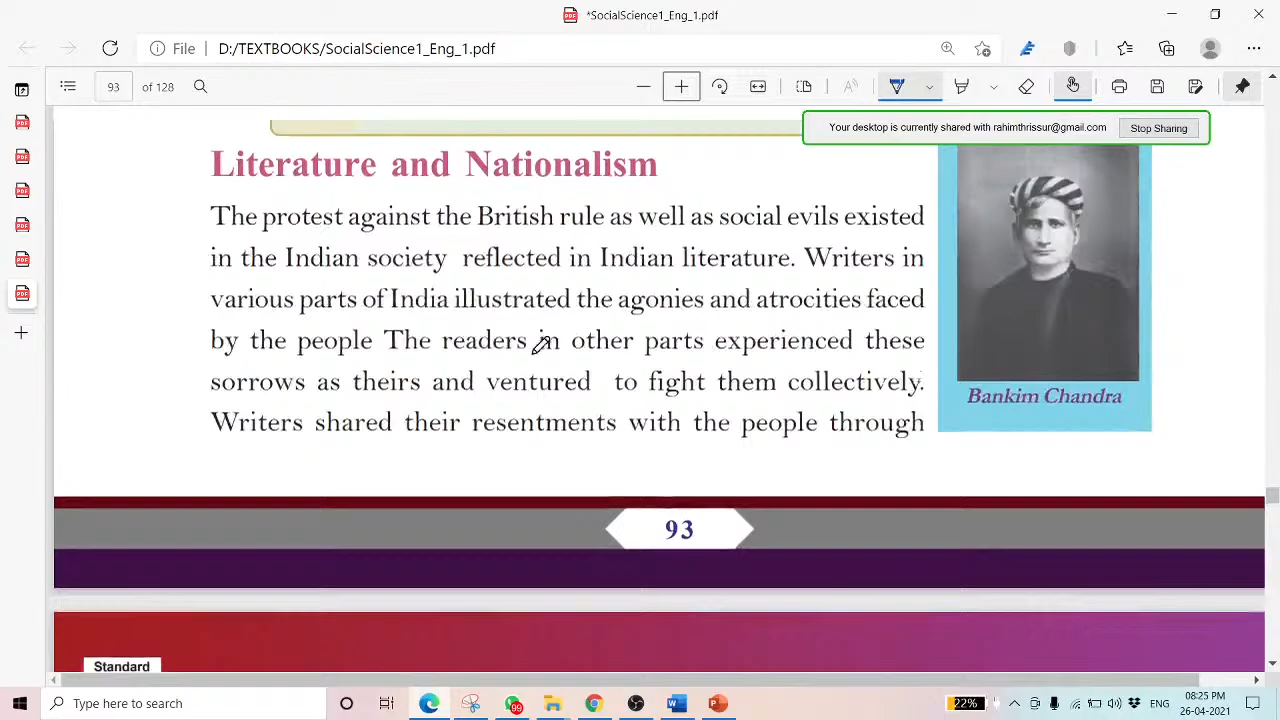 *SocialScience1_Eng_1.pdf
File | D:/TEXTBOOKS/SocialScience1_Eng_1.pdf
93 of 128
Your desktop is currently shared with rahimthrissur@gmail.com Stop Sharing
Literature and Nationalism
The protest against the British rule as well as social evils existed
in the Indian society reflected in Indian literature. Writers in
various parts of India illustrated the agonies and atrocities faced
by the people The readers in other parts experienced these
sorrows as theirs and ventured to fight them collectively.
Writers shared their resentments with the people through
Bankim Chandra
93
Standard
Type here to search
99
22%
ENG
08:25 PM
26-04-2021